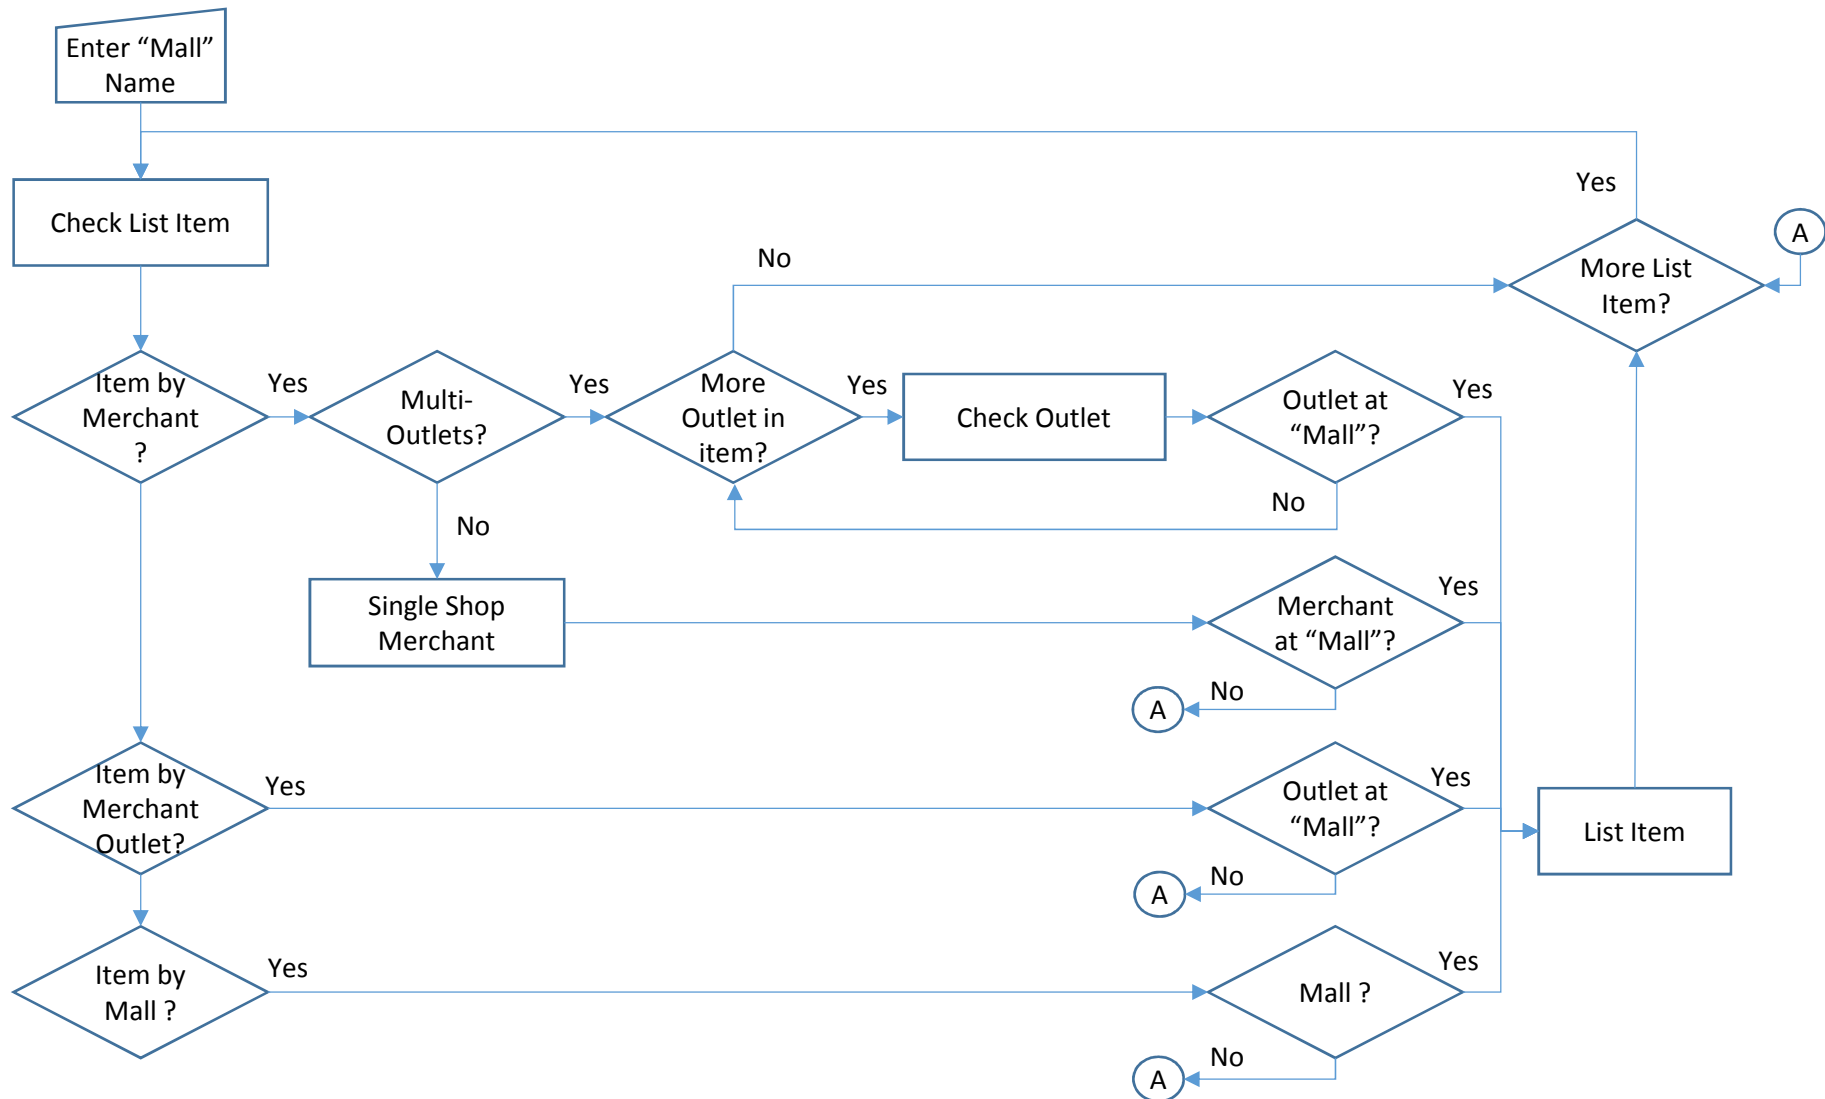 Enter “Mall”
Name
Check List Item
Yes
A
More List
Item?
No
Item by
Merchant
?
Yes
Multi-
Outlets?
Yes
More
Outlet in
item?
Yes
Check Outlet
Outlet at
“Mall”?
Yes
No
No
Single Shop
Merchant
Merchant
at “Mall”?
Yes
No
A
Item by
Merchant
Outlet?
Yes
Outlet at
“Mall”?
Yes
List Item
No
A
Item by
Mall ?
Yes
Mall ?
Yes
No
A